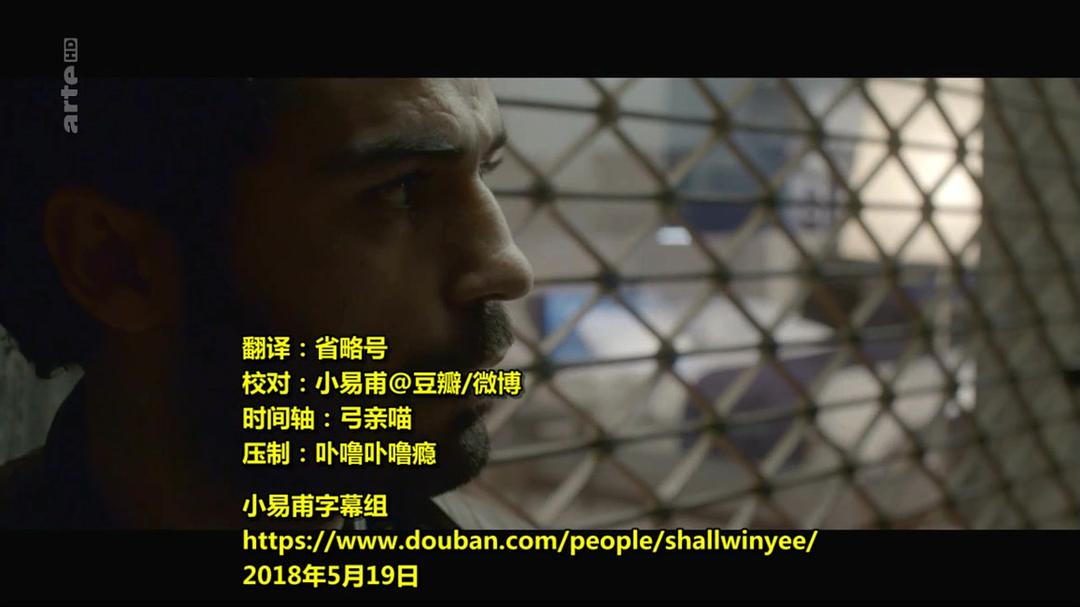 arte HD
翻译：省略号
校对：小易甫@豆瓣/微博
时间轴：弓亲喵
压制：卟噜卟噜瘾
小易甫字幕组
https://www.douban.com/people/shallwinyee/
2018年5月19日